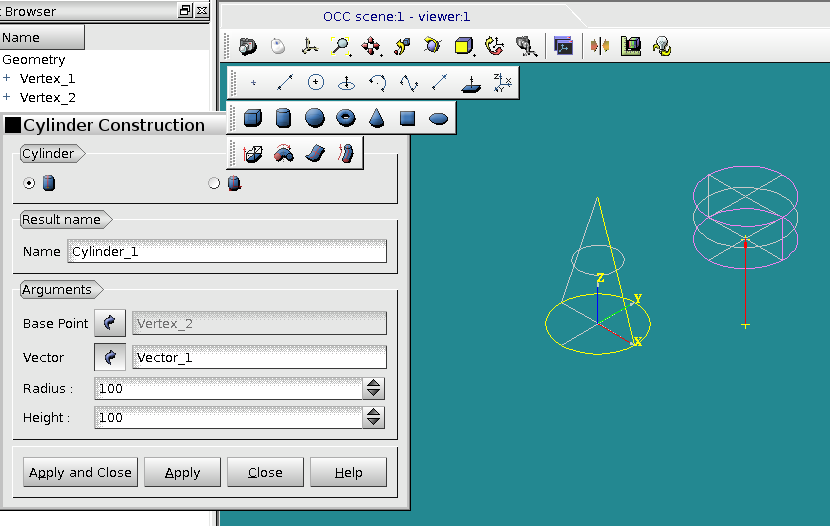 t Browser
OCC scene:1 - viewer:1
Name
Geometry
+ Vertex_1
+ Vertex_2
Cylinder Construction
Cylinder
Result name
Name Cylinder_1
Arguments
Base Point Vertex_2
Vector Vector_1
Radius : 100
Height : 100
Apply and Close Apply Close Help
Z
Y
X